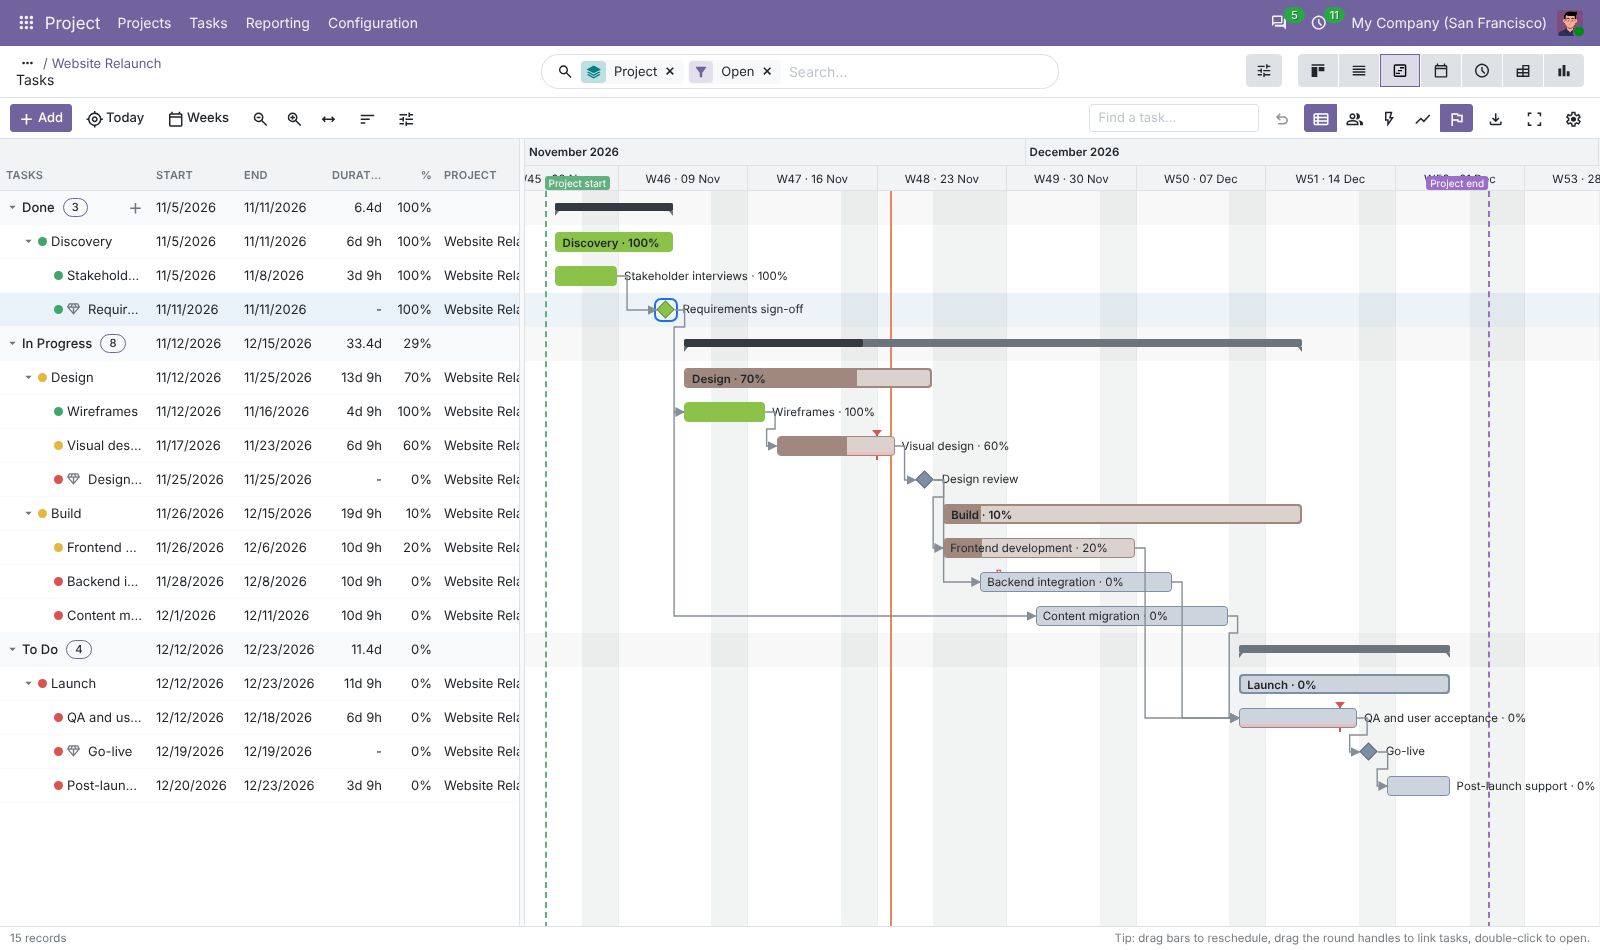 Project Projects Tasks Reporting Configuration 5 11 My Company (San Francisco)
... / Website Relaunch
Tasks
Project × Open × Search...
Add Today Weeks Find a task...
November 2026 December 2026
TASKS START END DURAT... % PROJECT
W46 · 09 Nov W47 · 16 Nov W48 · 23 Nov W49 · 30 Nov W50 · 07 Dec W51 · 14 Dec W53 · 28
Project start Project end
Done 3 + 11/5/2026 11/11/2026 6.4d 100%
Discovery 11/5/2026 11/11/2026 6d 9h 100% Website Rela
Discovery · 100%
Stakehold... 11/5/2026 11/8/2026 3d 9h 100% Website Rela
Stakeholder interviews · 100%
Requir... 11/11/2026 11/11/2026 - 100% Website Rela
Requirements sign-off
In Progress 8 11/12/2026 12/15/2026 33.4d 29%
Design 11/12/2026 11/25/2026 13d 9h 70% Website Rela
Design · 70%
Wireframes 11/12/2026 11/16/2026 4d 9h 100% Website Rela
Wireframes · 100%
Visual des... 11/17/2026 11/23/2026 6d 9h 60% Website Rela
Visual design · 60%
Design... 11/25/2026 11/25/2026 - 0% Website Rela
Design review
Build 11/26/2026 12/15/2026 19d 9h 10% Website Rela
Build · 10%
Frontend ... 11/26/2026 12/6/2026 10d 9h 20% Website Rela
Frontend development · 20%
Backend i... 11/28/2026 12/8/2026 10d 9h 0% Website Rela
Backend integration · 0%
Content m... 12/1/2026 12/11/2026 10d 9h 0% Website Rela
Content migration · 0%
To Do 4 12/12/2026 12/23/2026 11.4d 0%
Launch 12/12/2026 12/23/2026 11d 9h 0% Website Rela
Launch · 0%
QA and us... 12/12/2026 12/18/2026 6d 9h 0% Website Rela
QA and user acceptance · 0%
Go-live 12/19/2026 12/19/2026 - 0% Website Rela
Go-live
Post-laun... 12/20/2026 12/23/2026 3d 9h 0% Website Rela
Post-launch support · 0%
15 records Tip: drag bars to reschedule, drag the round handles to link tasks, double-click to open.